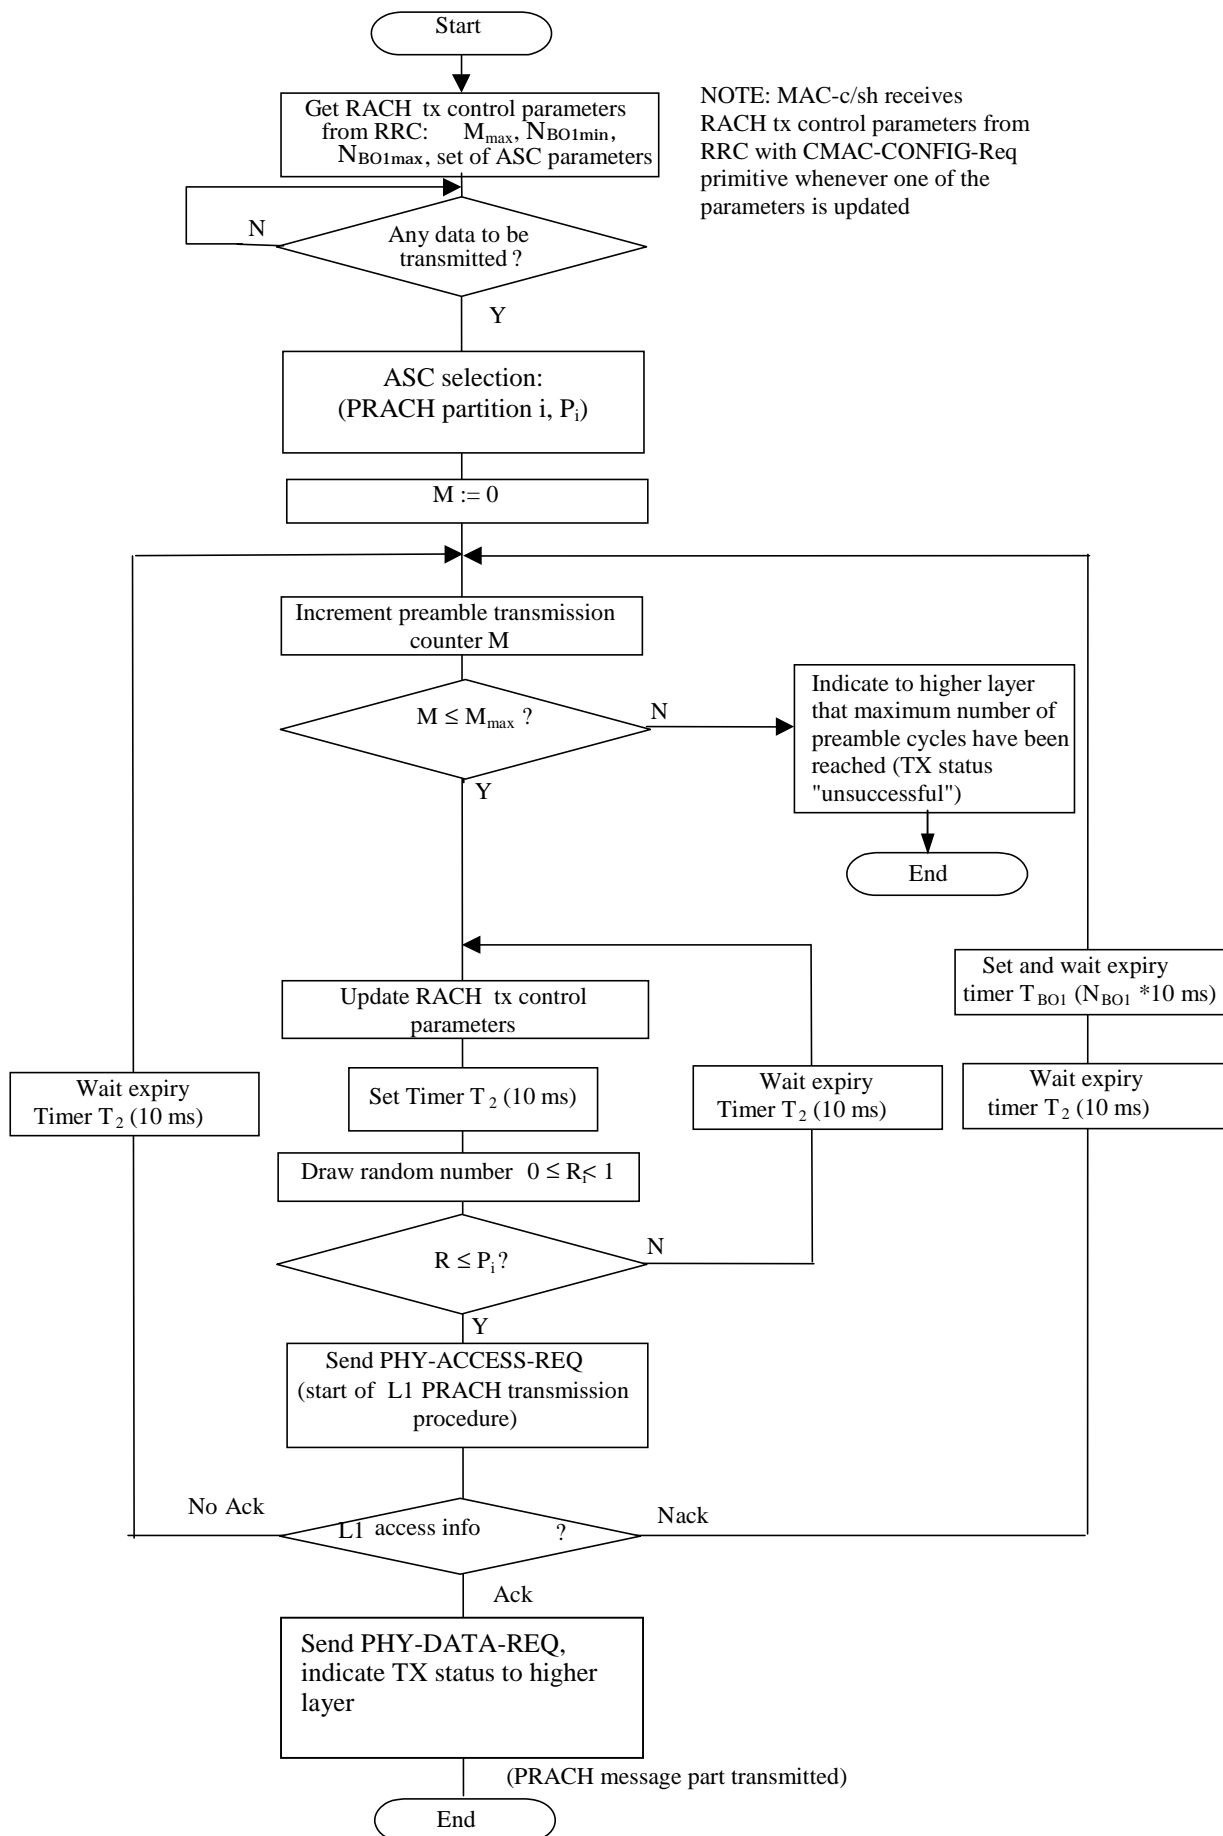 Start
Get RACH tx control parameters
from RRC: Mmax, NBO1min,
NBO1max, set of ASC parameters
NOTE: MAC-c/sh receives
RACH tx control parameters from
RRC with CMAC-CONFIG-Req
primitive whenever one of the
parameters is updated
N
Any data to be
transmitted ?
Y
ASC selection:
(PRACH partition i, Pi)
M := 0
Increment preamble transmission
counter M
M ≤ Mmax ?
N
Indicate to higher layer
that maximum number of
preamble cycles have been
reached (TX status
"unsuccessful")
Y
End
Set and wait expiry
timer TBO1 (NBO1 *10 ms)
Update RACH tx control
parameters
Wait expiry
Timer T2 (10 ms)
Set Timer T2 (10 ms)
Wait expiry
Timer T2 (10 ms)
Wait expiry
timer T2 (10 ms)
Draw random number 0 ≤ Ri< 1
R ≤ Pi ?
N
Y
Send PHY-ACCESS-REQ
(start of L1 PRACH transmission
procedure)
No Ack
L1 access info ?
Nack
Ack
Send PHY-DATA-REQ,
indicate TX status to higher
layer
(PRACH message part transmitted)
End